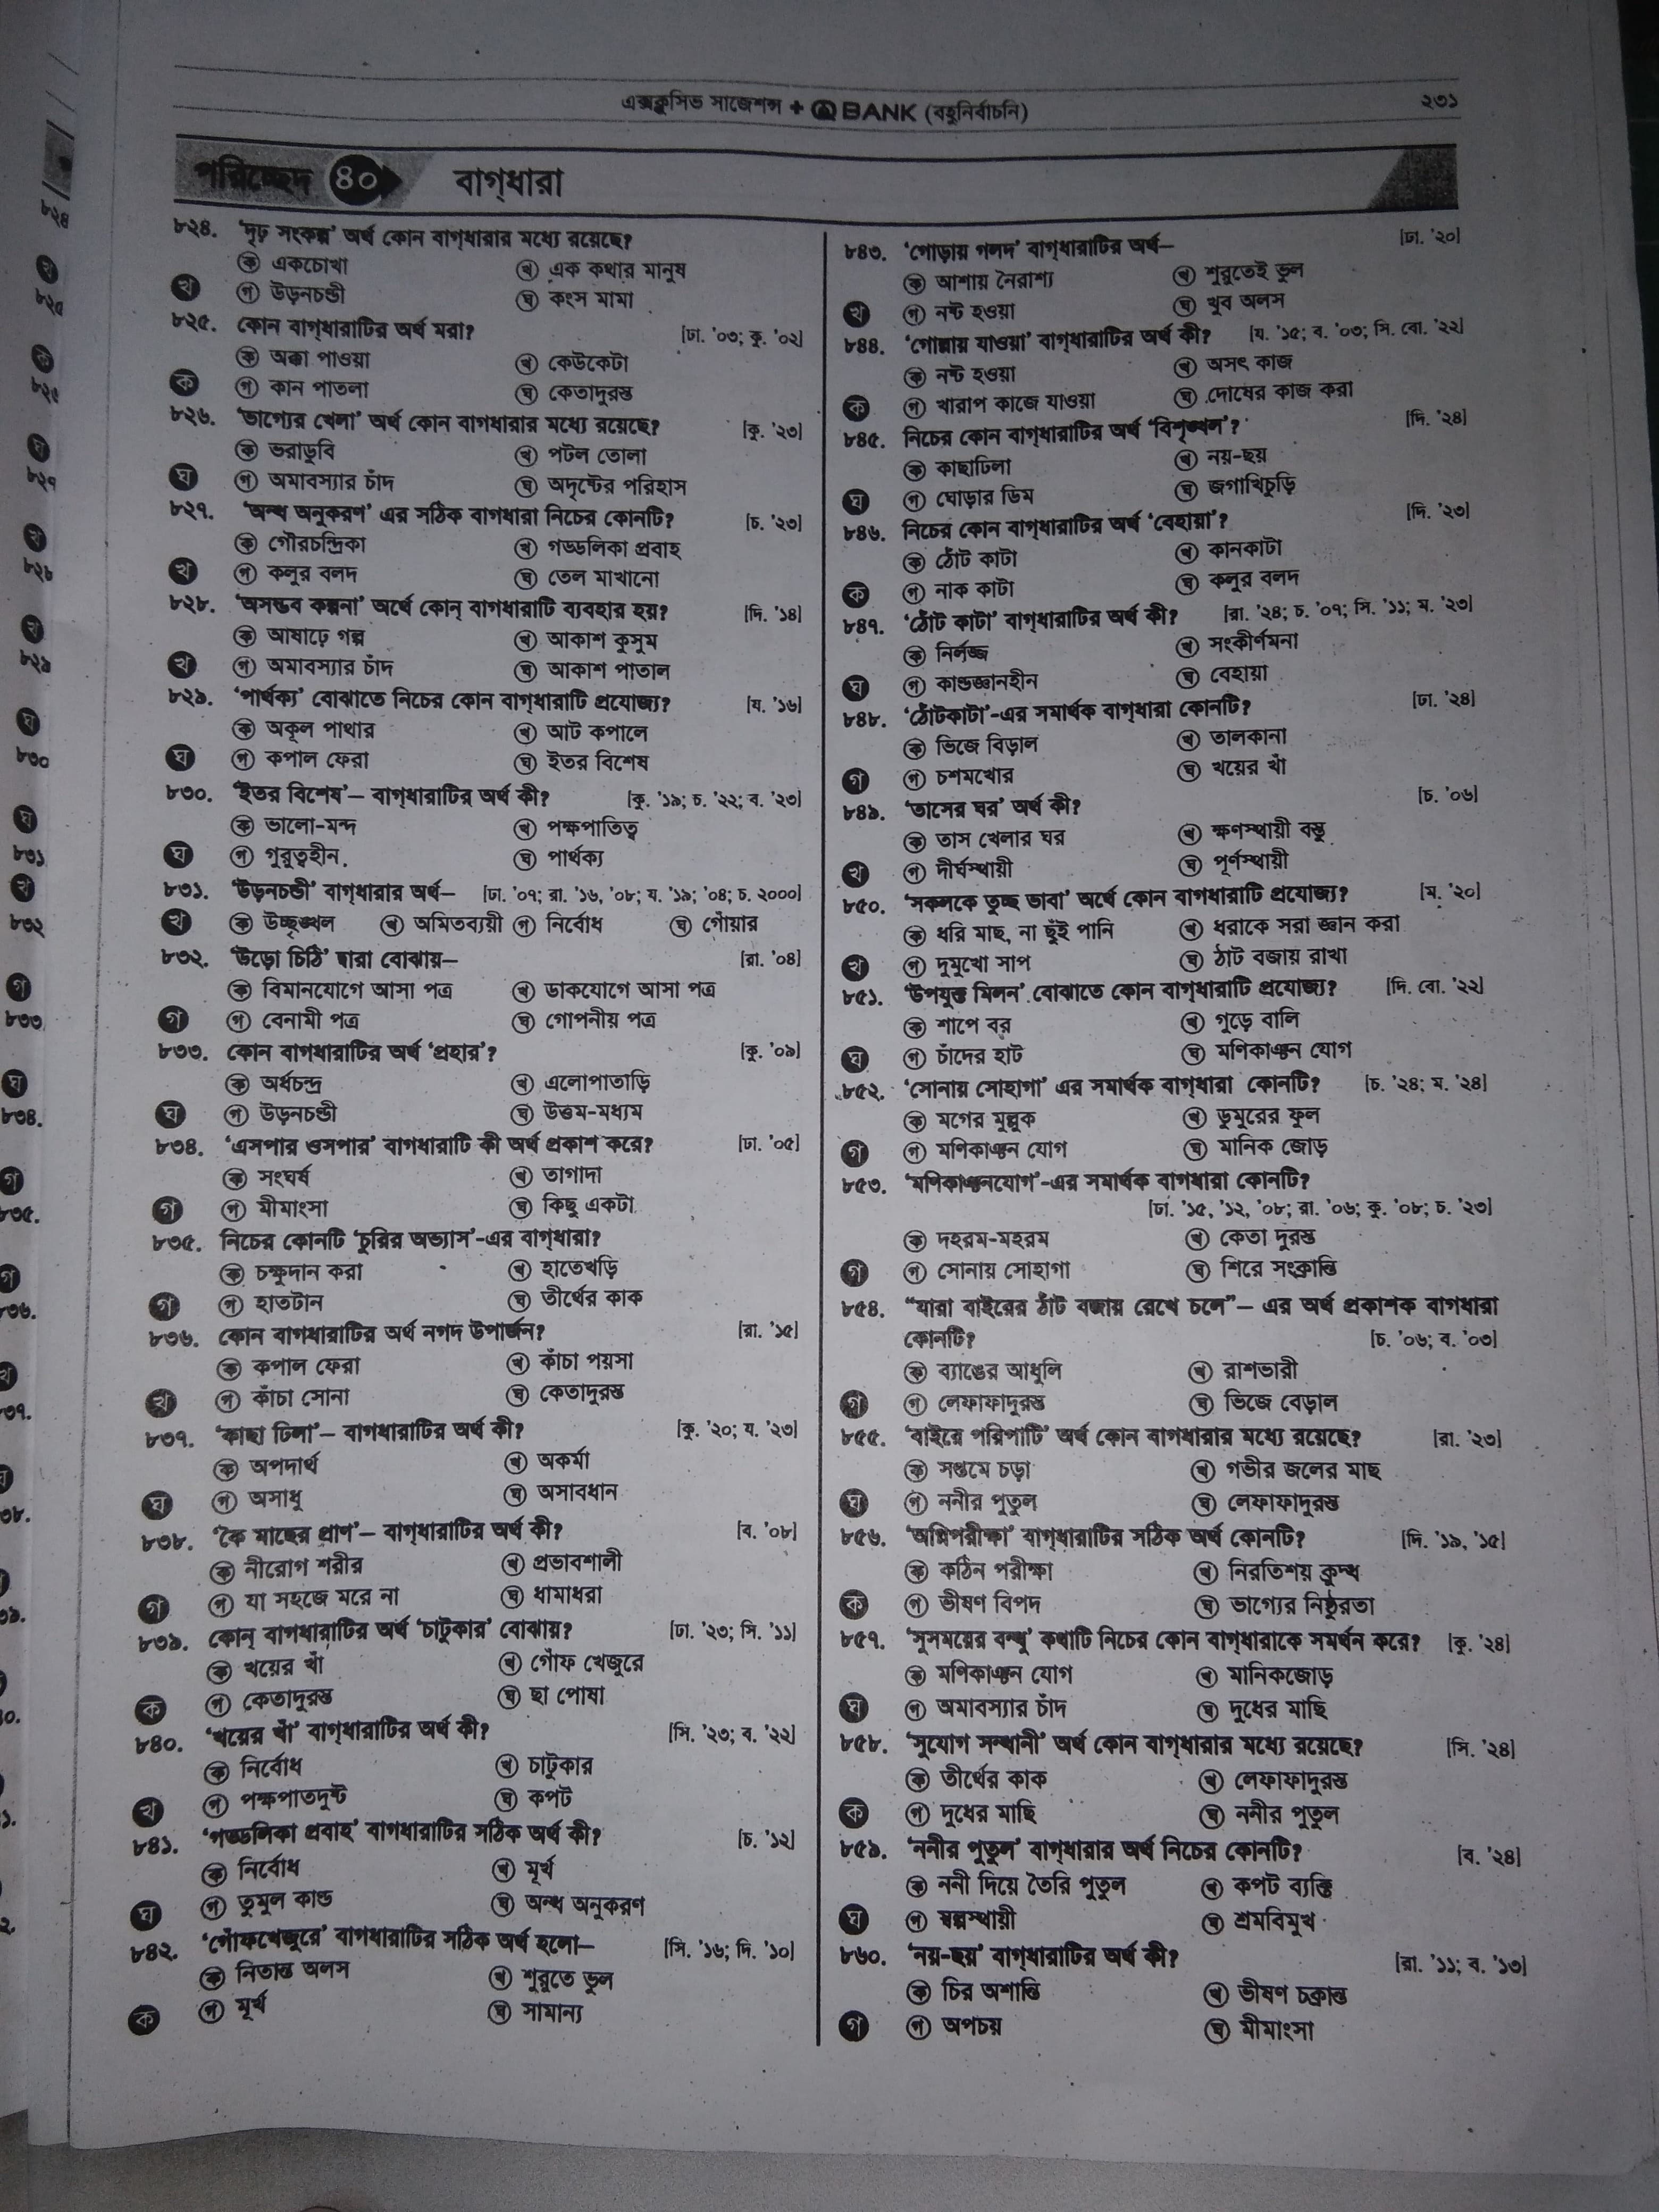 এক্সক্লুসিভ সাজেশন্স + Q BANK (বহুনির্বাচনি)
২৩১
পরিচ্ছেদ ৪০ বাগ্‌ধারা
৮২৪. ‘দৃঢ় সংকল্প’ অর্থ কোন বাগ্‌ধারার মধ্যে রয়েছে?
ক একচোখা খ এক কথার মানুষ
খ গ উড়নচণ্ডী ঘ কংস মামা
৮২৫. কোন বাগ্‌ধারাটির অর্থ মরা? [ঢা. '০৩; কু. '০২]
ক অক্কা পাওয়া খ কেউকেটা
ক গ কান পাতলা ঘ কেতাদুরস্ত
৮২৬. ‘ভাগ্যের খেলা’ অর্থ কোন বাগধারার মধ্যে রয়েছে? [কু. '২৩]
ক ভরাডুবি খ পটল তোলা
ঘ গ অমাবস্যার চাঁদ ঘ অদৃষ্টের পরিহাস
৮২৭. ‘অন্ধ অনুকরণ’ এর সঠিক বাগধারা নিচের কোনটি? [চ. '২৩]
ক গৌরচন্দ্রিকা খ গড্ডলিকা প্রবাহ
খ গ কলুর বলদ ঘ তেল মাখানো
৮২৮. ‘অসম্ভব কল্পনা’ অর্থে কোন্ বাগধারাটি ব্যবহার হয়? [দি. '১৪]
ক আষাঢ়ে গল্প খ আকাশ কুসুম
খ গ অমাবস্যার চাঁদ ঘ আকাশ পাতাল
৮২৯. ‘পার্থক্য’ বোঝাতে নিচের কোন বাগ্‌ধারাটি প্রযোজ্য? [য. '১৬]
ক অকূল পাথার খ আট কপালে
ঘ গ কপাল ফেরা ঘ ইতর বিশেষ
৮৩০. ‘ইতর বিশেষ’– বাগ্‌ধারাটির অর্থ কী? [কু. '১৯; চ. '২২; ব. '২৩]
ক ভালো-মন্দ খ পক্ষপাতিত্ব
ঘ গ গুরুত্বহীন ঘ পার্থক্য
৮৩১. ‘উড়নচণ্ডী’ বাগ্‌ধারার অর্থ– [ঢা. '০৭; রা. '১৬, '০৮; য. '১৯; '০৪; চ. ২০০০]
খ ক উচ্ছৃঙ্খল খ অমিতব্যয়ী গ নির্বোধ ঘ গোঁয়ার
৮৩২. ‘উড়ো চিঠি’ দ্বারা বোঝায়– [রা. '০৪]
ক বিমানযোগে আসা পত্র খ ডাকযোগে আসা পত্র
গ গ বেনামী পত্র ঘ গোপনীয় পত্র
৮৩৩. কোন বাগধারাটির অর্থ ‘প্রহার’? [কু. '০৯]
ক অর্ধচন্দ্র খ এলোপাতাড়ি
ঘ গ উড়নচণ্ডী ঘ উত্তম-মধ্যম
৮৩৪. ‘এসপার ওসপার’ বাগধারাটি কী অর্থ প্রকাশ করে? [ঢা. '০৫]
ক সংঘর্ষ খ তাগাদা
গ গ মীমাংসা ঘ কিছু একটা
৮৩৫. নিচের কোনটি ‘চুরির অভ্যাস’-এর বাগ্‌ধারা?
ক চক্ষুদান করা খ হাতেখড়ি
গ গ হাতটান ঘ তীর্থের কাক
৮৩৬. কোন বাগধারাটির অর্থ নগদ উপার্জন? [রা. '১৫]
ক কপাল ফেরা খ কাঁচা পয়সা
খ গ কাঁচা সোনা ঘ কেতাদুরস্ত
৮৩৭. ‘কাছা ঢিলা’– বাগধারাটির অর্থ কী? [কু. '২০; য. '২৩]
ক অপদার্থ খ অকর্মা
ঘ গ অসাধু ঘ অসাবধান
৮৩৮. ‘কৈ মাছের প্রাণ’– বাগ্‌ধারাটির অর্থ কী? [ব. '০৮]
ক নীরোগ শরীর খ প্রভাবশালী
গ গ যা সহজে মরে না ঘ ধামাধরা
৮৩৯. কোন্ বাগধারাটির অর্থ ‘চাটুকার’ বোঝায়? [ঢা. '২৩; সি. '১১]
ক খয়ের খাঁ খ গোঁফ খেজুরে
ক গ কেতাদুরস্ত ঘ ছা পোষা
৮৪০. ‘খয়ের খাঁ’ বাগ্‌ধারাটির অর্থ কী? [সি. '২৩; ব. '২২]
ক নির্বোধ খ চাটুকার
খ গ পক্ষপাতদুষ্ট ঘ কপট
৮৪১. ‘গড্ডলিকা প্রবাহ’ বাগধারাটির সঠিক অর্থ কী? [চ. '১২]
ক নির্বোধ খ মূর্খ
ঘ গ তুমুল কাণ্ড ঘ অন্ধ অনুকরণ
৮৪২. ‘গোঁফখেজুরে’ বাগধারাটির সঠিক অর্থ হলো– [সি. '১৬; দি. '১০]
ক নিতান্ত অলস খ শুরুতে ভুল
ক গ মূর্খ ঘ সামান্য
৮৪৩. ‘গোড়ায় গলদ’ বাগ্‌ধারাটির অর্থ– [ঢা. '২০]
ক আশায় নৈরাশ্য খ শুরুতেই ভুল
খ গ নষ্ট হওয়া ঘ খুব অলস
৮৪৪. ‘গোল্লায় যাওয়া’ বাগ্‌ধারাটির অর্থ কী? [য. '১৫; ব. '০৩; সি. বো. '২২]
ক নষ্ট হওয়া খ অসৎ কাজ
ক গ খারাপ কাজে যাওয়া ঘ দোষের কাজ করা
৮৪৫. নিচের কোন বাগ্‌ধারাটির অর্থ ‘বিশৃঙ্খল’? [দি. '২৪]
ক কাছাঢিলা খ নয়-ছয়
ঘ গ ঘোড়ার ডিম ঘ জগাখিচুড়ি
৮৪৬. নিচের কোন বাগ্‌ধারাটির অর্থ ‘বেহায়া’? [দি. '২৩]
ক ঠোঁট কাটা খ কানকাটা
ক গ নাক কাটা ঘ কলুর বলদ
৮৪৭. ‘ঠোঁট কাটা’ বাগ্‌ধারাটির অর্থ কী? [রা. '২৪; চ. '০৭; সি. '১১; ম. '২৩]
ক নির্লজ্জ খ সংকীর্ণমনা
ঘ গ কাণ্ডজ্ঞানহীন ঘ বেহায়া
৮৪৮. ‘ঠোঁটকাটা’-এর সমার্থক বাগ্‌ধারা কোনটি? [ঢা. '২৪]
ক ভিজে বিড়াল খ তালকানা
গ গ চশমখোর ঘ খয়ের খাঁ
৮৪৯. ‘তাসের ঘর’ অর্থ কী? [চ. '০৬]
ক তাস খেলার ঘর খ ক্ষণস্থায়ী বস্তু
খ গ দীর্ঘস্থায়ী ঘ পূর্ণস্থায়ী
৮৫০. ‘সকলকে তুচ্ছ ভাবা’ অর্থে কোন বাগধারাটি প্রযোজ্য? [ম. '২০]
ক ধরি মাছ, না ছুঁই পানি খ ধরাকে সরা জ্ঞান করা
খ গ দুমুখো সাপ ঘ ঠাট বজায় রাখা
৮৫১. ‘উপযুক্ত মিলন’ বোঝাতে কোন বাগ্‌ধারাটি প্রযোজ্য? [দি. বো. '২২]
ক শাপে বর খ গুড়ে বালি
ঘ গ চাঁদের হাট ঘ মণিকাঞ্চন যোগ
৮৫২. ‘সোনায় সোহাগা’ এর সমার্থক বাগ্‌ধারা কোনটি? [চ. '২৪; ম. '২৪]
ক মগের মুল্লুক খ ডুমুরের ফুল
গ গ মণিকাঞ্চন যোগ ঘ মানিক জোড়
৮৫৩. ‘মণিকাঞ্চনযোগ’-এর সমার্থক বাগধারা কোনটি?
[ঢা. '১৫, '১২, '০৮; রা. '০৬; কু. '০৮; চ. '২৩]
ক দহরম-মহরম খ কেতা দুরস্ত
গ গ সোনায় সোহাগা ঘ শিরে সংক্রান্তি
৮৫৪. “যারা বাইরের ঠাঁট বজায় রেখে চলে”– এর অর্থ প্রকাশক বাগধারা
কোনটি? [চ. '০৬; ব. '০৩]
ক ব্যাঙের আধুলি খ রাশভারী
গ গ লেফাফাদুরস্ত ঘ ভিজে বেড়াল
৮৫৫. ‘বাইরে পরিপাটি’ অর্থ কোন বাগধারার মধ্যে রয়েছে? [রা. '২৩]
ক সপ্তমে চড়া খ গভীর জলের মাছ
ঘ গ ননীর পুতুল ঘ লেফাফাদুরস্ত
৮৫৬. ‘অগ্নিপরীক্ষা’ বাগ্‌ধারাটির সঠিক অর্থ কোনটি? [দি. '১৯, '১৫]
ক কঠিন পরীক্ষা খ নিরতিশয় ক্রুদ্ধ
ক গ ভীষণ বিপদ ঘ ভাগ্যের নিষ্ঠুরতা
৮৫৭. ‘সুসময়ের বন্ধু’ কথাটি নিচের কোন বাগ্‌ধারাকে সমর্থন করে? [কু. '২৪]
ক মণিকাঞ্চন যোগ খ মানিকজোড়
ঘ গ অমাবস্যার চাঁদ ঘ দুধের মাছি
৮৫৮. ‘সুযোগ সন্ধানী’ অর্থ কোন বাগ্‌ধারার মধ্যে রয়েছে? [সি. '২৪]
ক তীর্থের কাক খ লেফাফাদুরস্ত
ক গ দুধের মাছি ঘ ননীর পুতুল
৮৫৯. ‘ননীর পুতুল’ বাগ্‌ধারার অর্থ নিচের কোনটি? [ব. '২৪]
ক ননী দিয়ে তৈরি পুতুল খ কপট ব্যক্তি
ঘ গ স্বল্পস্থায়ী ঘ শ্রমবিমুখ
৮৬০. ‘নয়-ছয়’ বাগ্‌ধারাটির অর্থ কী? [রা. '১১; ব. '১৩]
ক চির অশান্তি খ ভীষণ চক্রান্ত
গ গ অপচয় ঘ মীমাংসা